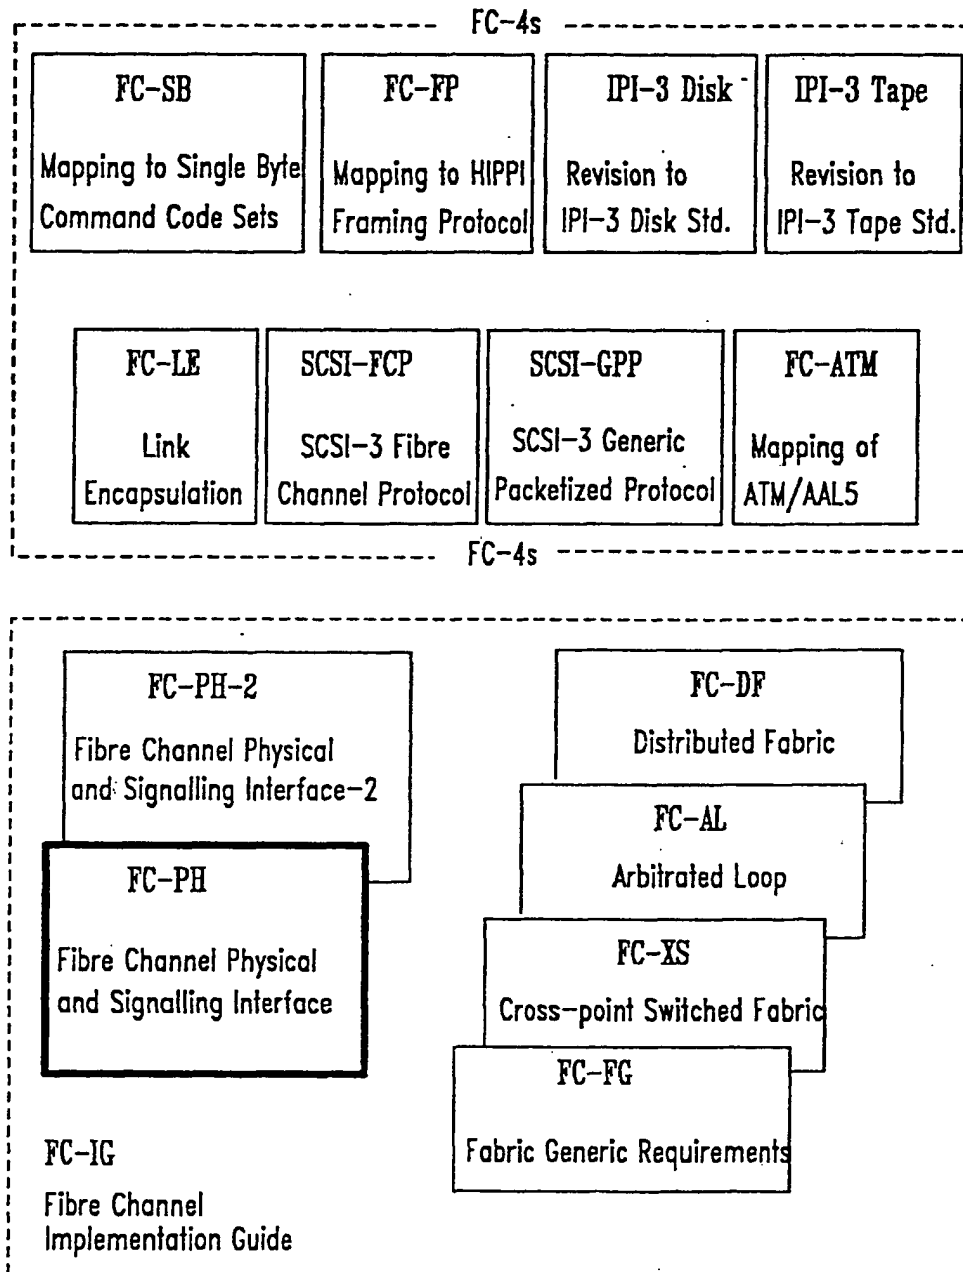 FC-4s
FC-SB
Mapping to Single Byte
Command Code Sets
FC-FP
Mapping to HIPPI
Framing Protocol
IPI-3 Disk
Revision to
IPI-3 Disk Std.
IPI-3 Tape
Revision to
IPI-3 Tape Std.
FC-LE
Link
Encapsulation
SCSI-FCP
SCSI-3 Fibre
Channel Protocol
SCSI-GPP
SCSI-3 Generic
Packetized Protocol
FC-ATM
Mapping of
ATM/AAL5
FC-4s
FC-PH-2
Fibre Channel Physical
and Signalling Interface-2
FC-PH
Fibre Channel Physical
and Signalling Interface
FC-DF
Distributed Fabric
FC-AL
Arbitrated Loop
FC-XS
Cross-point Switched Fabric
FC-FG
Fabric Generic Requirements
FC-IG
Fibre Channel
Implementation Guide